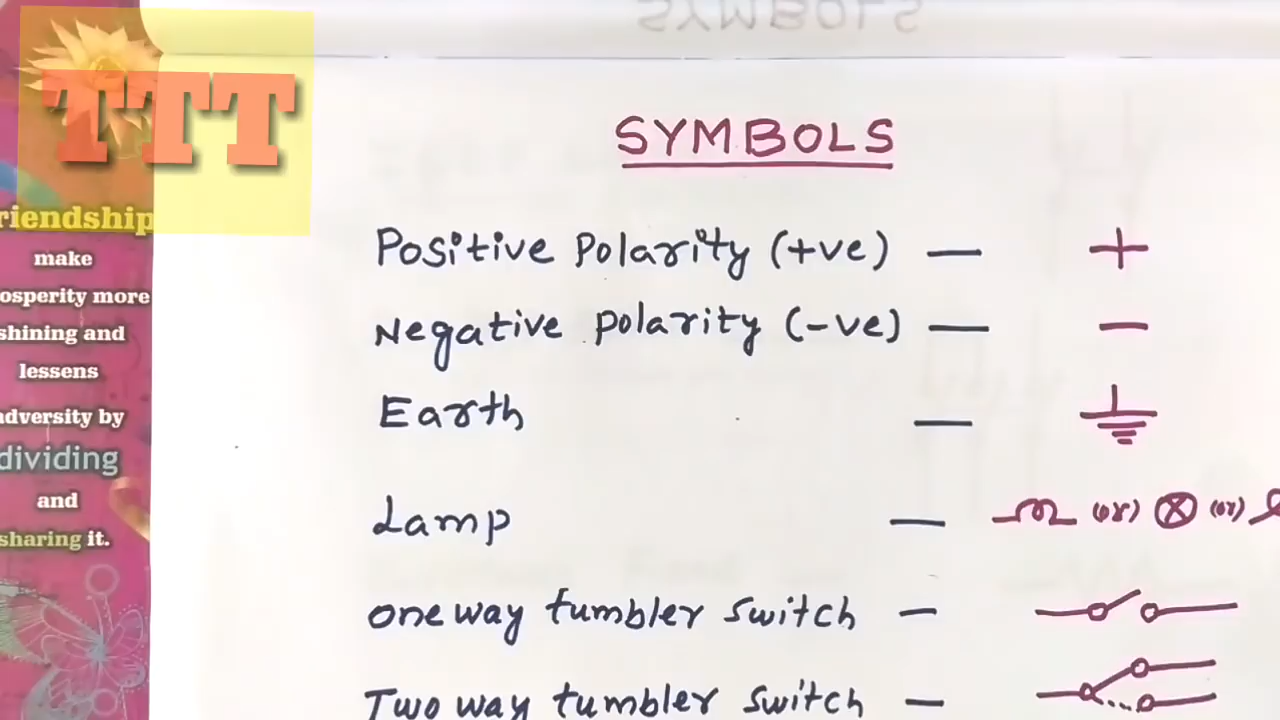 SYMBOLS
TTT
SYMBOLS
riendship
make
osperity more
shining and
lessens
adversity by
dividing
and
sharing it.
Positive Polarity (+ve) — +
Negative polarity (-ve) — −
Earth —
Lamp — (or) (or)
one way tumbler switch —
Two way tumbler switch —